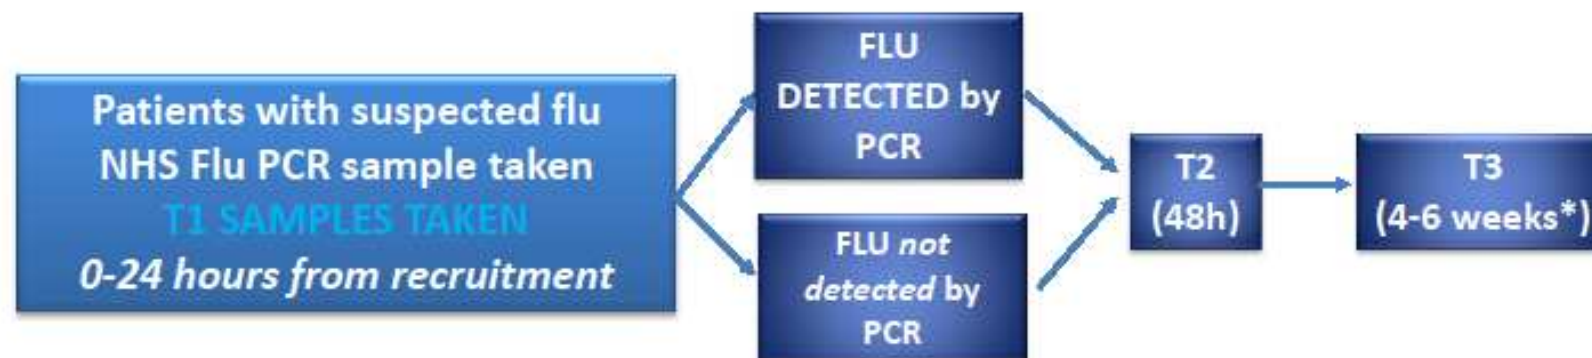 Patients with suspected flu
NHS Flu PCR sample taken
T1 SAMPLES TAKEN
0-24 hours from recruitment
FLU
DETECTED by
PCR
FLU not
detected by
PCR
T2
(48h)
T3
(4-6 weeks*)